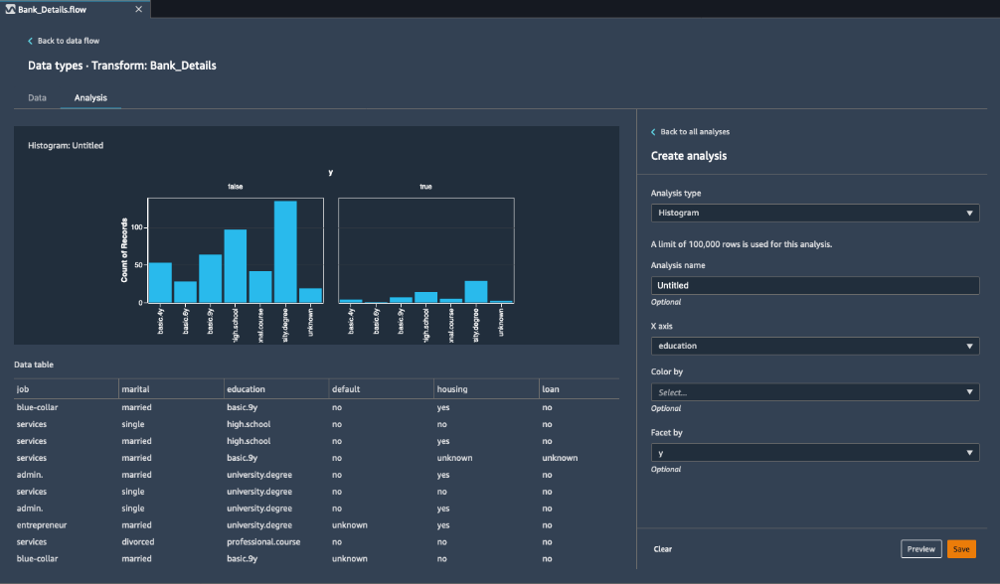 Bank_Details.flow
Back to data flow
Data types · Transform: Bank_Details
Data Analysis
Histogram: Untitled
y
false true
Count of Records
100
50
0
basic.4y basic.6y basic.9y high.school onal.course sity.degree unknown basic.4y basic.6y basic.9y high.school onal.course sity.degree unknown
Data table
job marital education default housing loan
blue-collar married basic.9y no yes no
services single high.school no no no
services married high.school no yes no
services married basic.9y no unknown unknown
admin. married university.degree no yes no
services single university.degree no no no
admin. single university.degree no yes no
entrepreneur married university.degree unknown yes no
services divorced professional.course no no no
blue-collar married basic.9y unknown no no
Back to all analyses
Create analysis
Analysis type
Histogram
A limit of 100,000 rows is used for this analysis.
Analysis name
Untitled
Optional
X axis
education
Color by
Select...
Optional
Facet by
y
Optional
Clear Preview Save